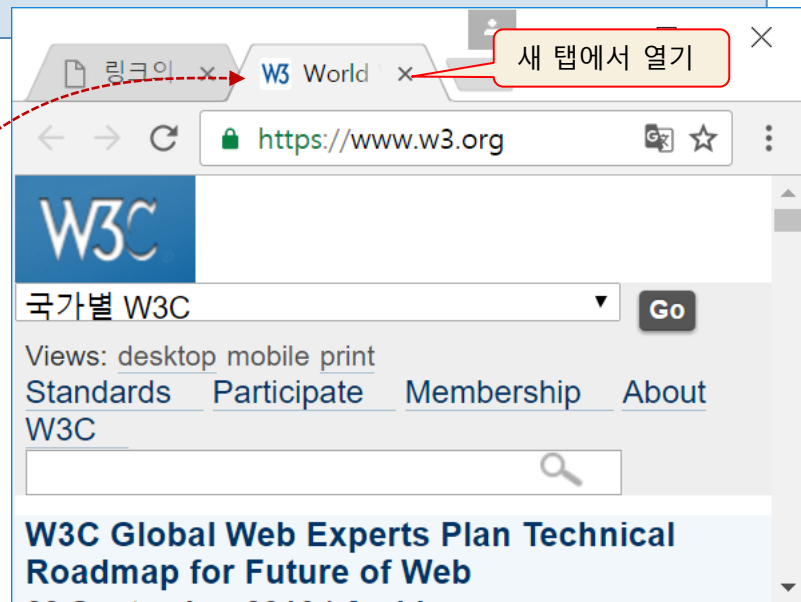 링크의
W3 World
새 탭에서 열기
https://www.w3.org
W3C
국가별 W3C
Go
Views: desktop mobile print
Standards Participate Membership About
W3C
W3C Global Web Experts Plan Technical
Roadmap for Future of Web